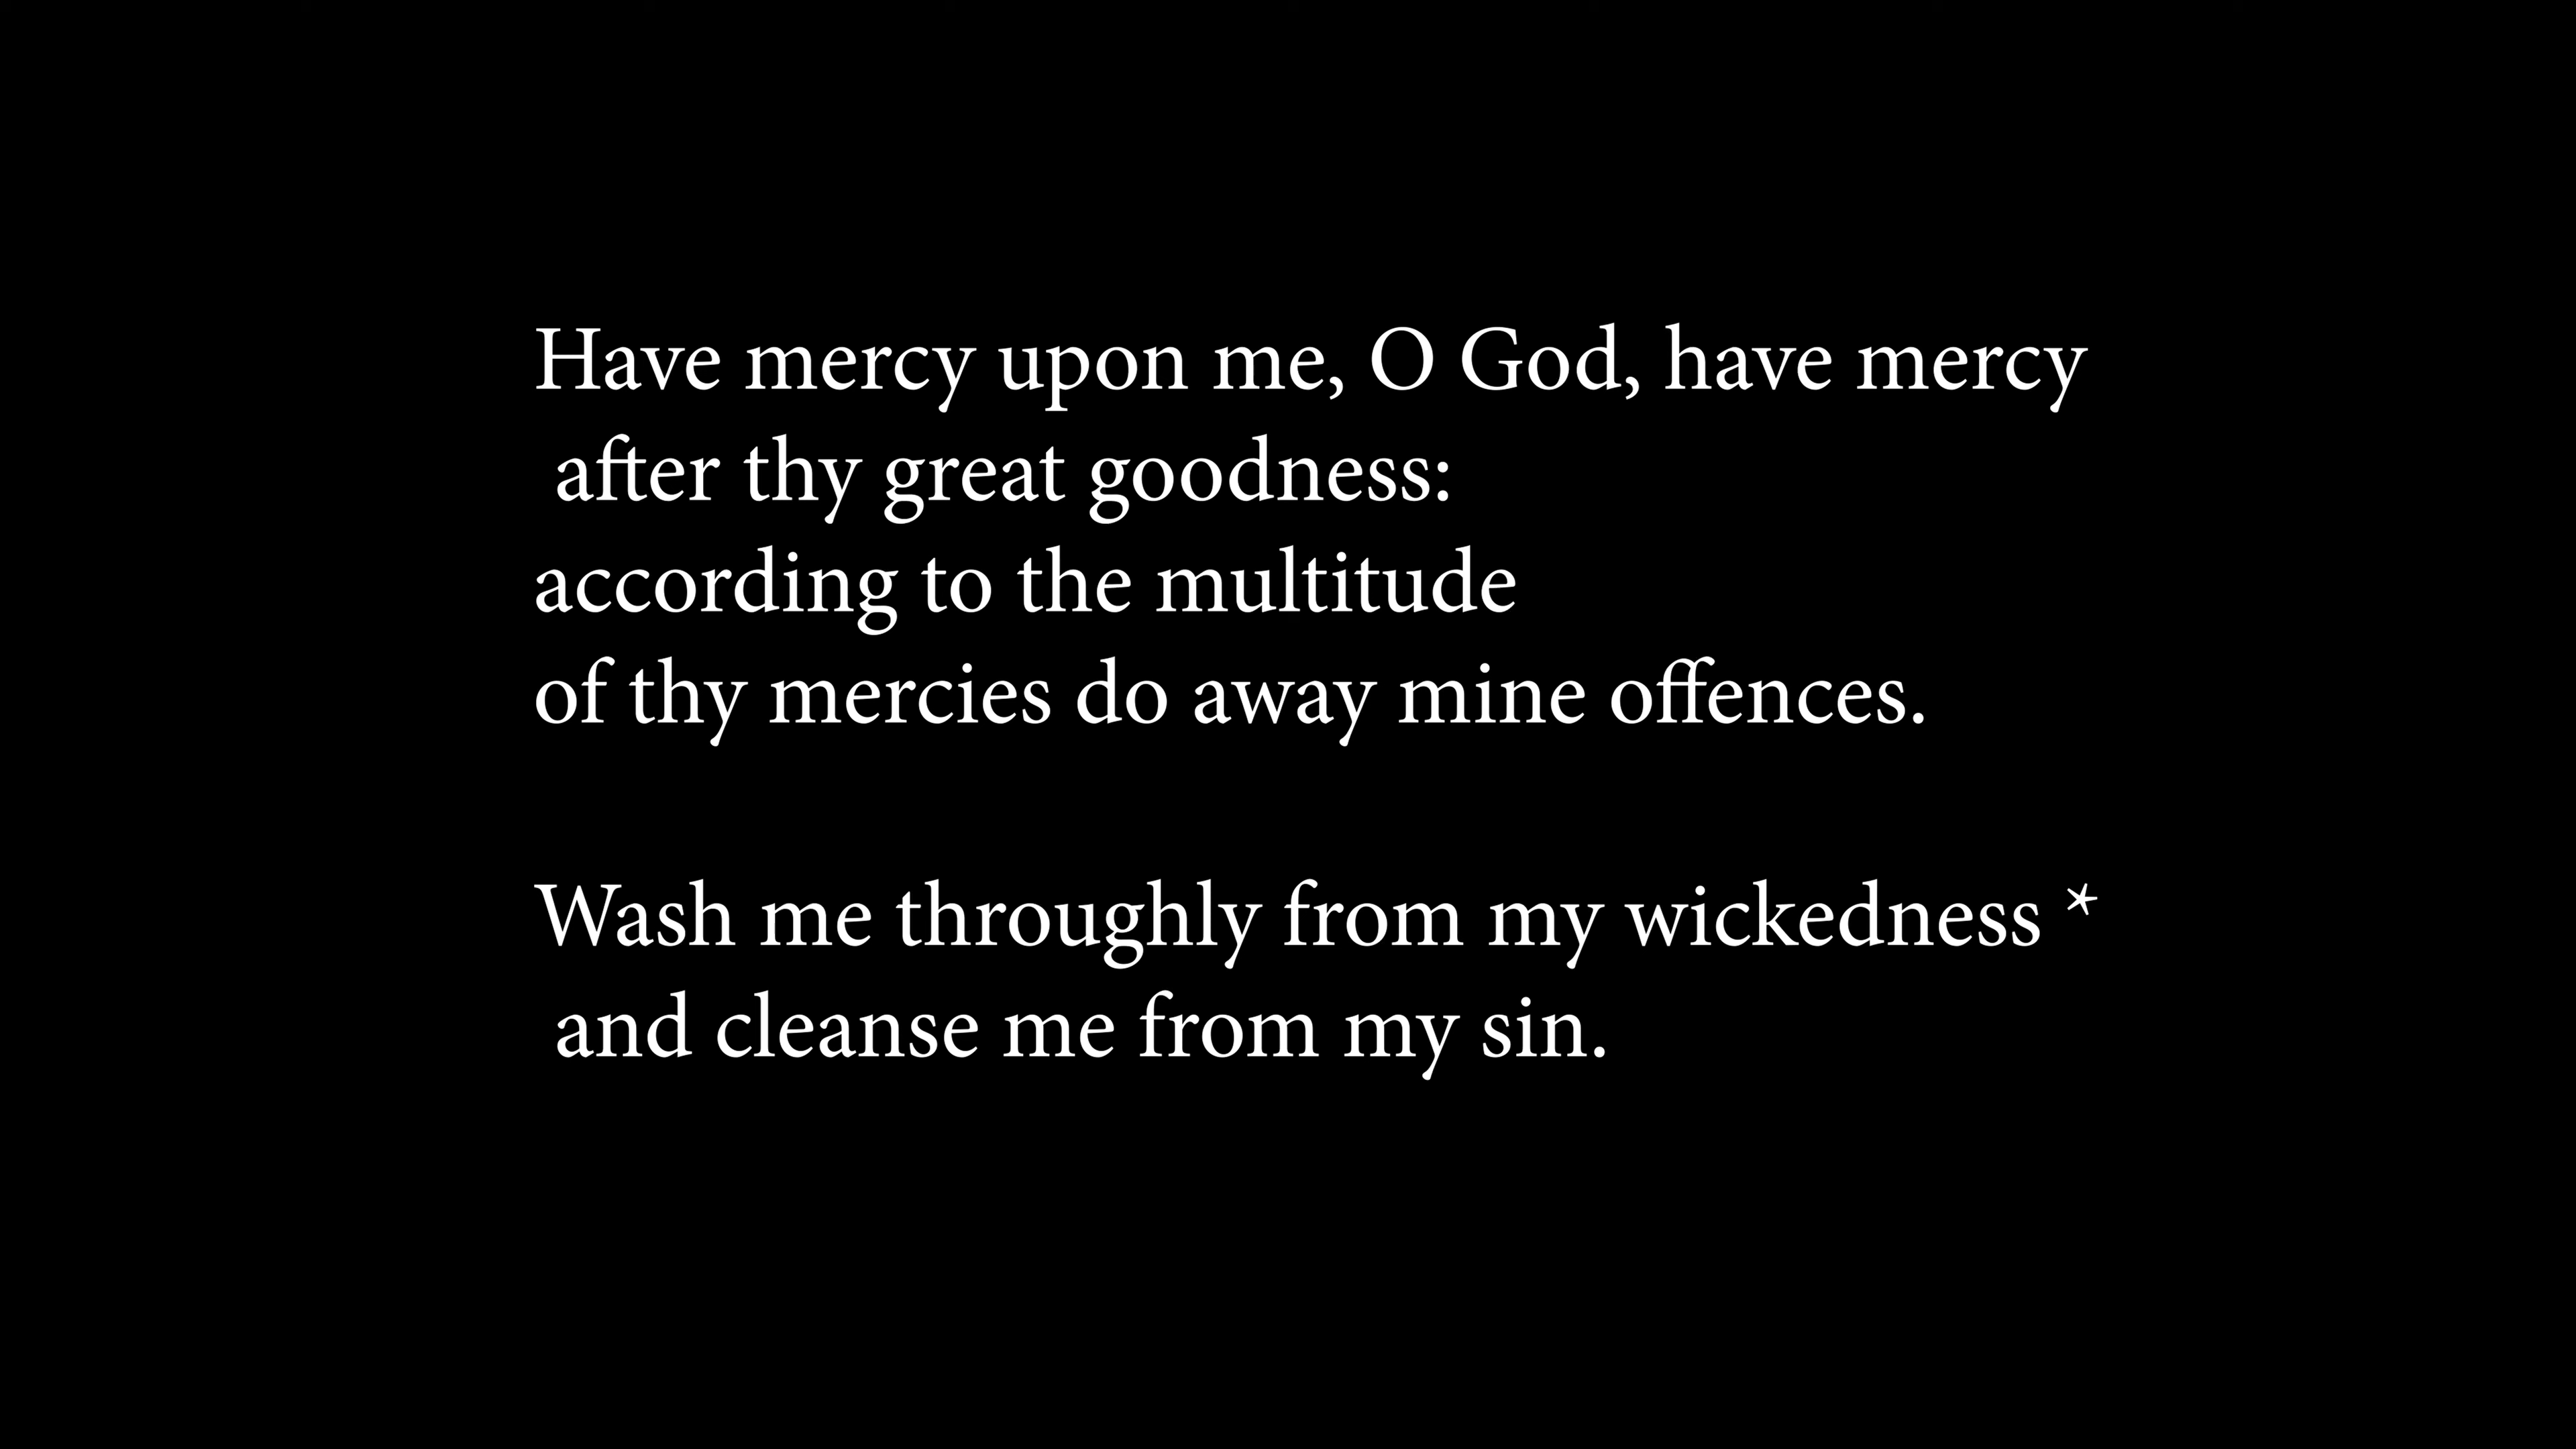 Have mercy upon me, O God, have mercy
after thy great goodness:
according to the multitude
of thy mercies do away mine offences.
Wash me throughly from my wickedness *
and cleanse me from my sin.